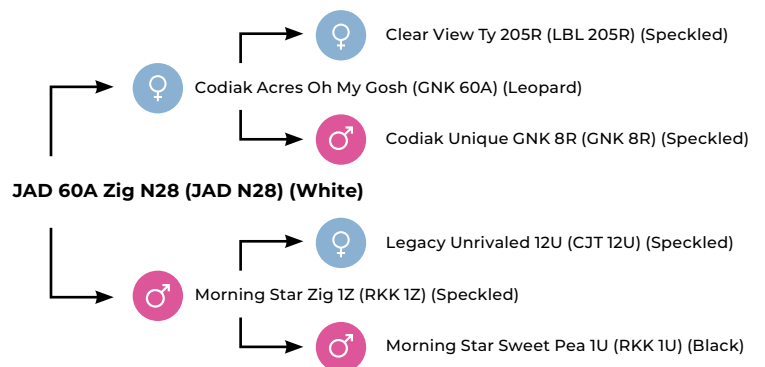 Clear View Ty 205R (LBL 205R) (Speckled)
Codiak Acres Oh My Gosh (GNK 60A) (Leopard)
Codiak Unique GNK 8R (GNK 8R) (Speckled)
JAD 60A Zig N28 (JAD N28) (White)
Legacy Unrivaled 12U (CJT 12U) (Speckled)
Morning Star Zig 1Z (RKK 1Z) (Speckled)
Morning Star Sweet Pea 1U (RKK 1U) (Black)